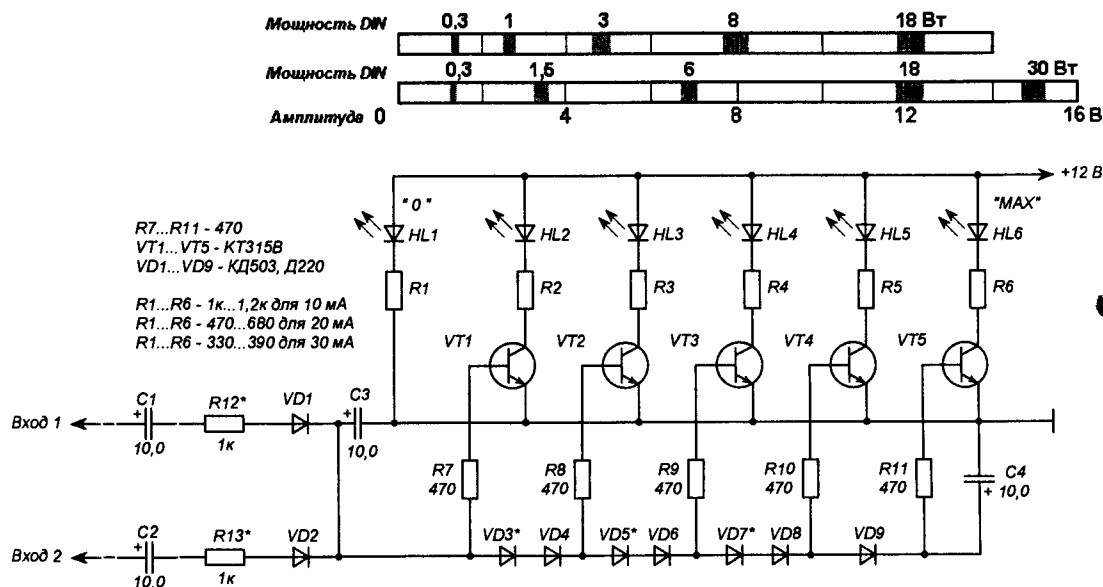 Мощность DIN 0,3 1 3 8 18 Вт
Мощность DIN 0,3 1,5 6 18 30 Вт
Амплитуда 0 4 8 12 16 В
+12 В
"0"
"MAX"
HL1 HL2 HL3 HL4 HL5 HL6
R7...R11 - 470
VT1...VT5 - КТ315В
VD1...VD9 - КД503, Д220
R1 R2 R3 R4 R5 R6
R1...R6 - 1к...1,2к для 10 мА
R1...R6 - 470...680 для 20 мА
R1...R6 - 330...390 для 30 мА
VT1 VT2 VT3 VT4 VT5
C1 R12* VD1 C3
Вход 1
+ +
10,0 1к 10,0
R7 R8 R9 R10 R11 C4
470 470 470 470 470 + 10,0
C2 R13* VD2 VD3* VD4 VD5* VD6 VD7* VD8 VD9
Вход 2
+
10,0 1к